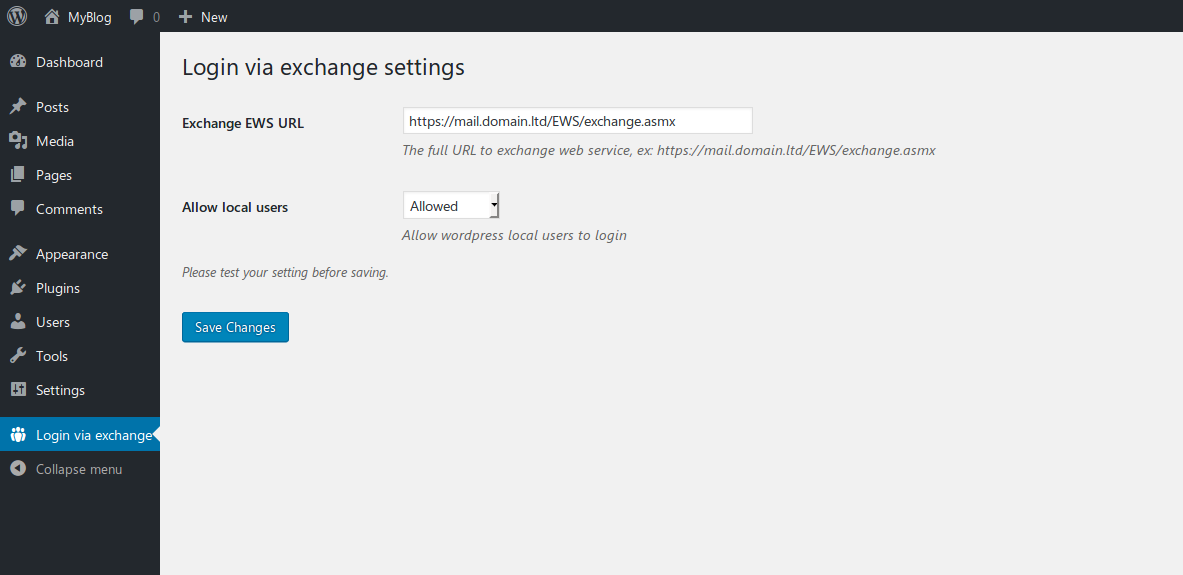 MyBlog 0 New
Dashboard
Posts
Media
Pages
Comments
Appearance
Plugins
Users
Tools
Settings
Login via exchange
Collapse menu
Login via exchange settings
Exchange EWS URL
https://mail.domain.ltd/EWS/exchange.asmx
The full URL to exchange web service, ex: https://mail.domain.ltd/EWS/exchange.asmx
Allow local users
Allowed
Allow wordpress local users to login
Please test your setting before saving.
Save Changes